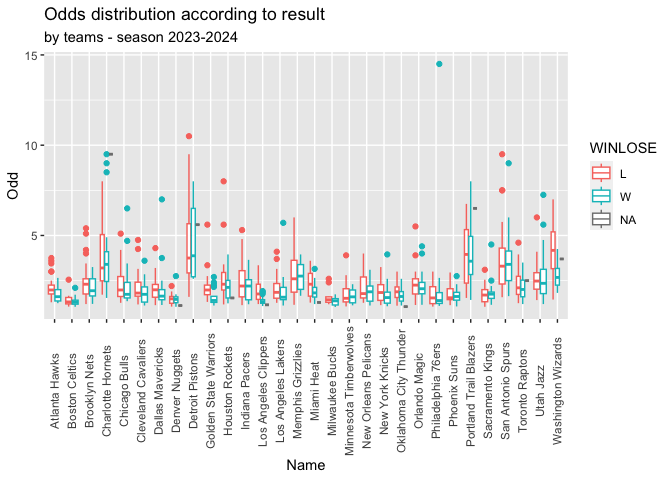 Odds distribution according to result
by teams - season 2023-2024
15
10
5
Odd
WINLOSE
L
W
NA
Atlanta Hawks
Boston Celtics
Brooklyn Nets
Charlotte Hornets
Chicago Bulls
Cleveland Cavaliers
Dallas Mavericks
Denver Nuggets
Detroit Pistons
Golden State Warriors
Houston Rockets
Indiana Pacers
Los Angeles Clippers
Los Angeles Lakers
Memphis Grizzlies
Miami Heat
Milwaukee Bucks
Minnesota Timberwolves
New Orleans Pelicans
New York Knicks
Oklahoma City Thunder
Orlando Magic
Philadelphia 76ers
Phoenix Suns
Portland Trail Blazers
Sacramento Kings
San Antonio Spurs
Toronto Raptors
Utah Jazz
Washington Wizards
Name